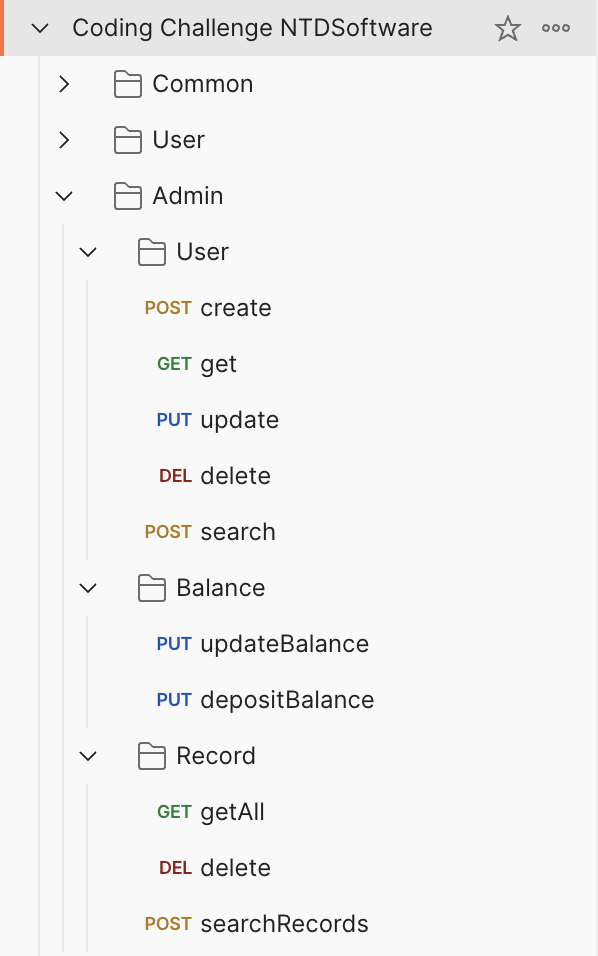 Coding Challenge NTDSoftware
Common
User
Admin
User
POST create
GET get
PUT update
DEL delete
POST search
Balance
PUT updateBalance
PUT depositBalance
Record
GET getAll
DEL delete
POST searchRecords